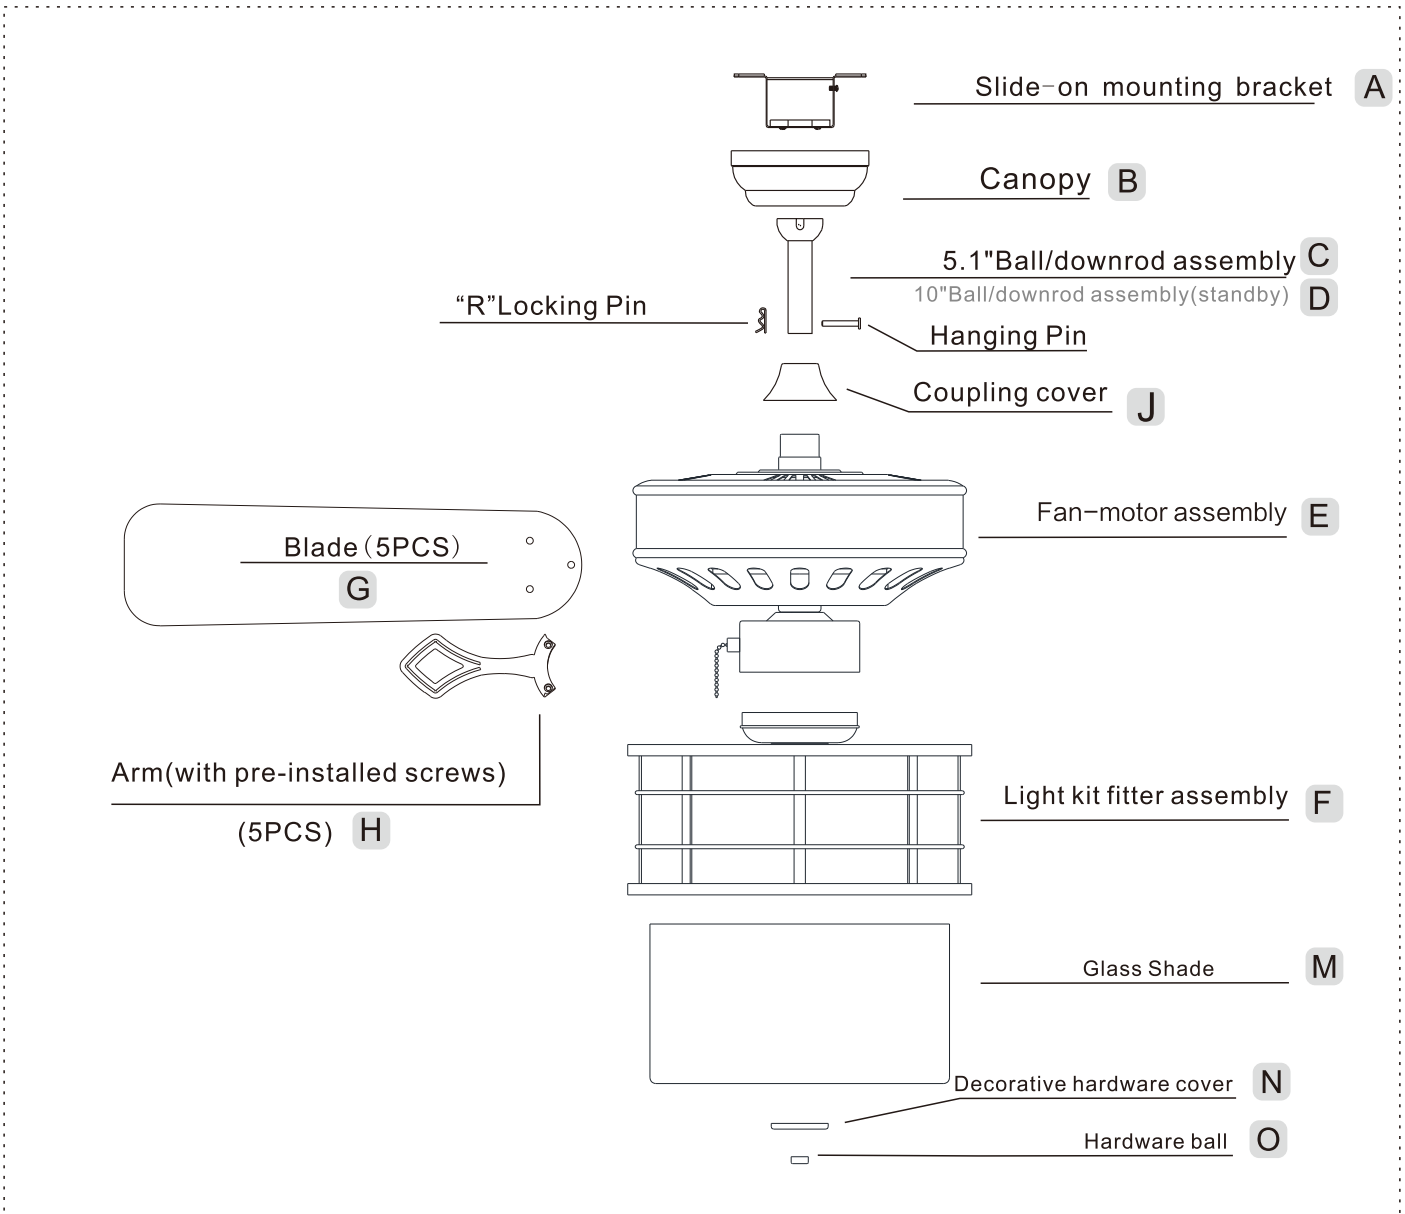 Slide-on mounting bracket A
Canopy B
5.1"Ball/downrod assembly C
10"Ball/downrod assembly(standby) D
“R”Locking Pin
Hanging Pin
Coupling cover J
Fan-motor assembly E
Blade(5PCS)
G
Arm(with pre-installed screws)
(5PCS) H
Light kit fitter assembly F
Glass Shade M
Decorative hardware cover N
Hardware ball O